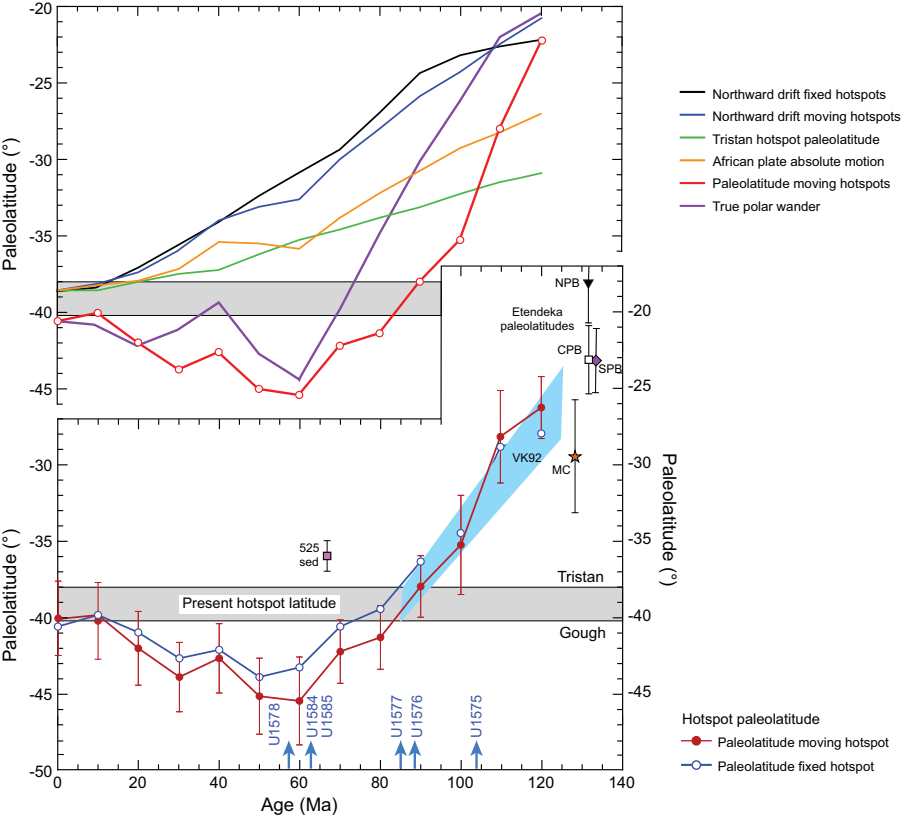 -20
-25
-30
-35
-40
-45
Paleolatitude (°)
Northward drift fixed hotspots
Northward drift moving hotspots
Tristan hotspot paleolatitude
African plate absolute motion
Paleolatitude moving hotspots
True polar wander
NPB
Etendeka
paleolatitudes
CPB
SPB
MC
VK92
-20
-25
-30
-35
-40
-45
Paleolatitude (°)
-30
-35
-40
-45
-50
Paleolatitude (°)
525
sed
Tristan
Present hotspot latitude
Gough
U1578
U1584
U1585
U1577
U1576
U1575
0
20
40
60
80
100
120
140
Age (Ma)
Hotspot paleolatitude
Paleolatitude moving hotspot
Paleolatitude fixed hotspot